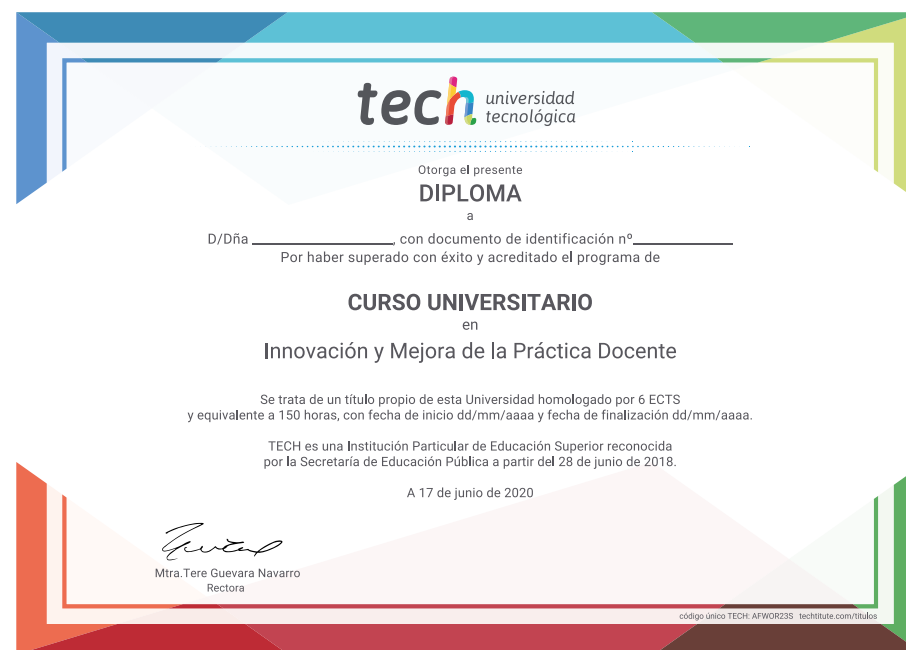 tech universidad
tecnológica
Otorga el presente
DIPLOMA
a
D/Dña ____________, con documento de identificación nº____________
Por haber superado con éxito y acreditado el programa de
CURSO UNIVERSITARIO
en
Innovación y Mejora de la Práctica Docente
Se trata de un título propio de esta Universidad homologado por 6 ECTS
y equivalente a 150 horas, con fecha de inicio dd/mm/aaaa y fecha de finalización dd/mm/aaaa.
TECH es una Institución Particular de Educación Superior reconocida
por la Secretaría de Educación Pública a partir del 28 de junio de 2018.
A 17 de junio de 2020
Mtra.Tere Guevara Navarro
Rectora
código único TECH: AFWOR23S techtitute.com/titulos